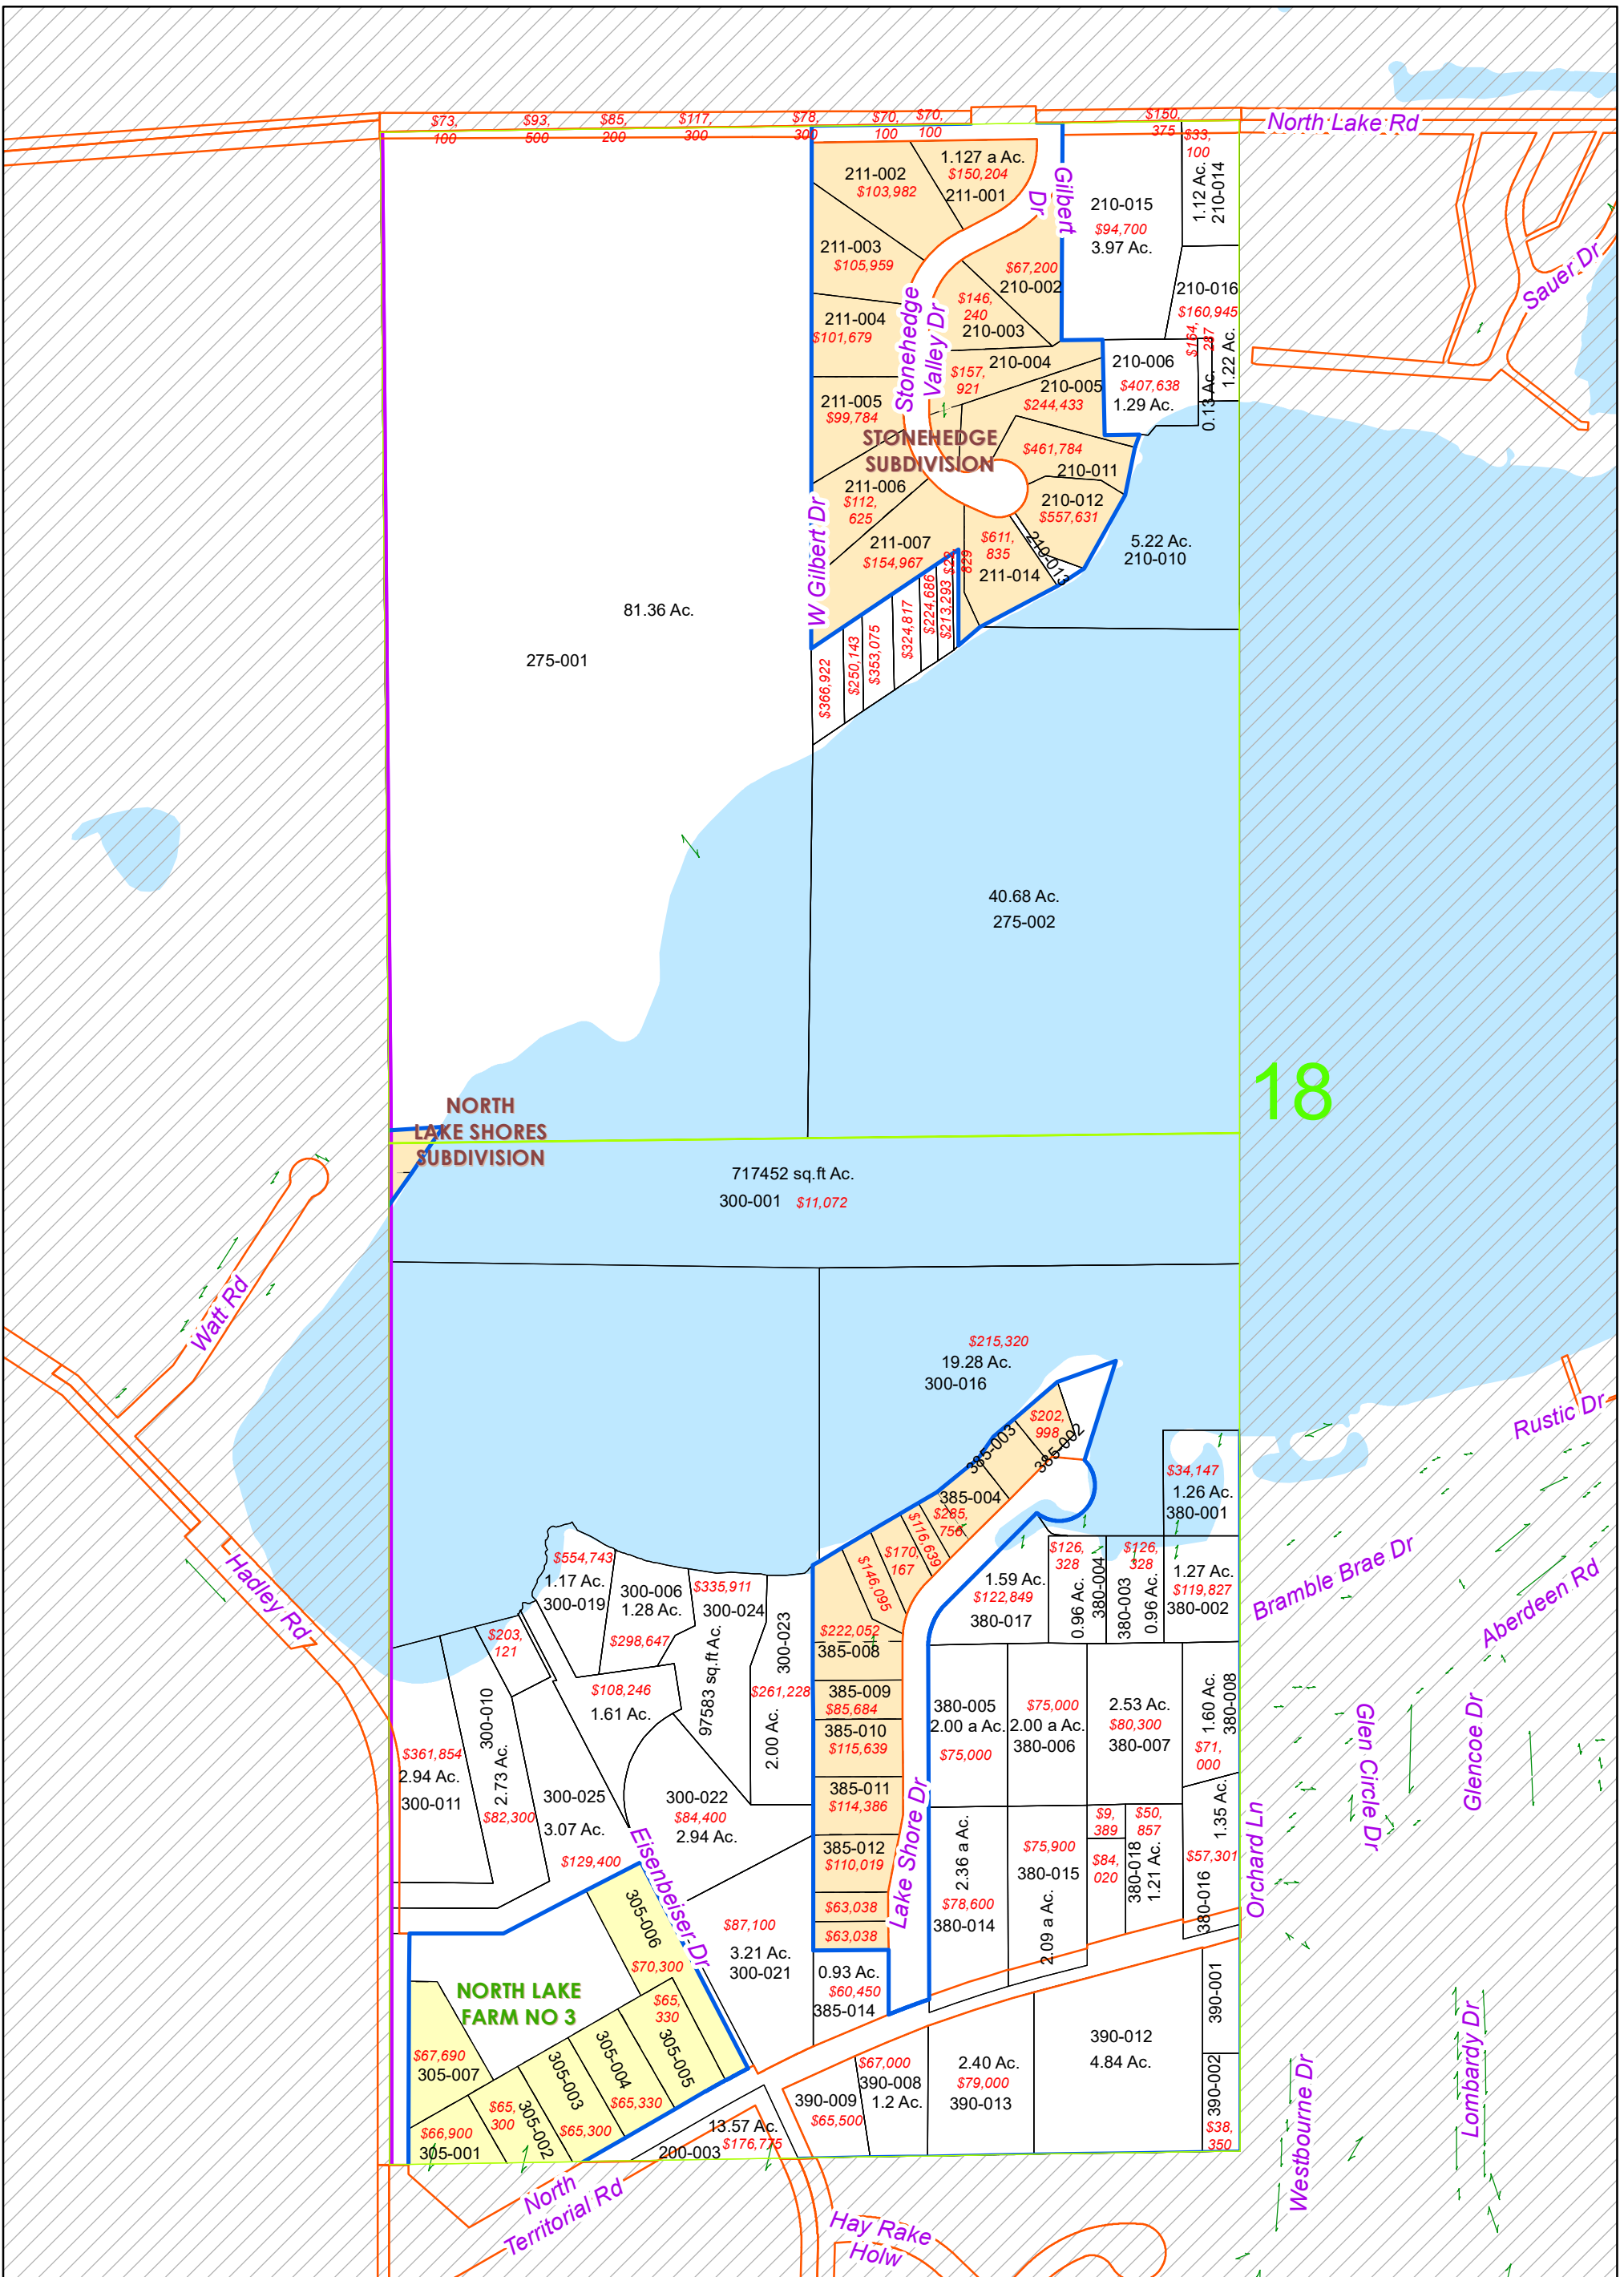 $73,
100
$93,
500
$85,
200
$117,
300
$78,
300
$70,
100
$70,
100
$150,
375
$33,
100
North Lake Rd
1.12 Ac.
210-014
1.127 a Ac.
$150,204
211-001
211-002
$103,982
Gilbert
Dr
210-015
$94,700
3.97 Ac.
211-003
$105,959
$67,200
210-002
Sauer Dr
210-016
$160,945
$146,
240
210-003
211-004
$101,679
Stonehedge
Valley Dr
$164,
287
1.22 Ac.
210-004
$157,
921
210-006
$407,638
1.29 Ac.
0.13 Ac.
210-005
$244,433
211-005
$99,784
STONEHEDGE
SUBDIVISION
$461,784
210-011
211-006
$112,
625
210-012
$557,631
W Gilbert Dr
211-007
$154,967
$611,
835
211-014
210-013
5.22 Ac.
210-010
829
$213,293
$224,686
$324,817
$353,075
$250,143
$366,922
81.36 Ac.
275-001
40.68 Ac.
275-002
18
NORTH
LAKE SHORES
SUBDIVISION
717452 sq.ft Ac.
300-001
$11,072
Watt Rd
$215,320
19.28 Ac.
300-016
Rustic Dr
$202,
998
385-003
385-002
385-004
$285,
756
$116,639
$170,
167
$146,095
$34,147
1.26 Ac.
380-001
Hadley Rd
$554,743
1.17 Ac.
300-019
300-006
1.28 Ac.
$298,647
$335,911
300-024
97583 sq.ft Ac.
300-023
$261,228
2.00 Ac.
1.59 Ac.
$122,849
380-017
$126,
328
0.96 Ac.
380-004
$126,
328
380-003
0.96 Ac.
1.27 Ac.
$119,827
380-002
Bramble Brae Dr
Aberdeen Rd
$203,
121
$222,052
385-008
385-009
$85,684
385-010
$115,639
385-011
$114,386
385-012
$110,019
$63,038
$63,038
$108,246
1.61 Ac.
380-005
2.00 a Ac.
$75,000
$75,000
2.00 a Ac.
380-006
2.53 Ac.
$80,300
380-007
1.60 Ac.
380-008
$71,
000
Glen Circle Dr
Glencoe Dr
$361,854
2.94 Ac.
300-011
300-010
2.73 Ac.
$82,300
300-025
3.07 Ac.
$129,400
300-022
$84,400
2.94 Ac.
Eisenbeiser Dr
Lake Shore Dr
2.36 a Ac.
$78,600
380-014
$75,900
380-015
2.09 a Ac.
$9,
389
$84,
020
$50,
857
380-018
1.21 Ac.
1.35 Ac.
$57,301
380-016
Orchard Ln
305-006
$70,300
$87,100
3.21 Ac.
300-021
0.93 Ac.
$60,450
385-014
NORTH LAKE
FARM NO 3
$67,690
305-007
$65,
330
305-005
305-004
$65,330
305-003
$65,300
$65,
300
305-002
$66,900
305-001
390-001
390-012
4.84 Ac.
390-002
$38,
350
$67,000
390-008
1.2 Ac.
2.40 Ac.
$79,000
390-013
390-009
$65,500
13.57 Ac.
$176,775
200-003
North
Territorial Rd
Hay Rake
Holw
Westbourne Dr
Lombardy Dr